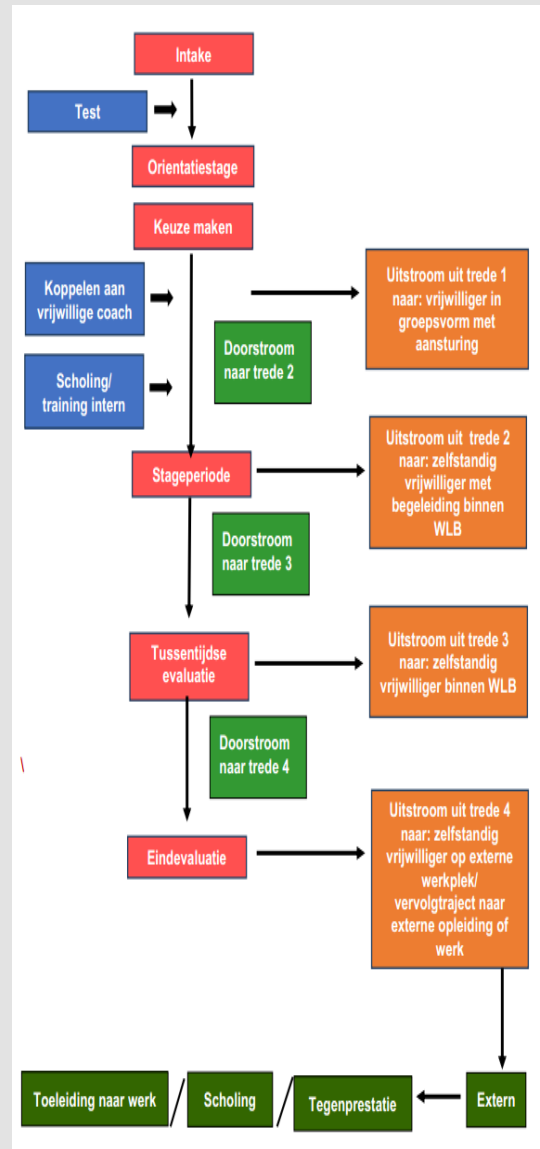 Intake
Test
Orientatiestage
Keuze maken
Koppelen aan
vrijwillige coach
Uitstroom uit trede 1
naar: vrijwilliger in
groepsvorm met
aansturing
Doorstroom
naar trede 2
Scholing/
training intern
Stageperiode
Uitstroom uit trede 2
naar: zelfstandig
vrijwilliger met
begeleiding binnen
WLB
Doorstroom
naar trede 3
Tussentijdse
evaluatie
Uitstroom uit trede 3
naar: zelfstandig
vrijwilliger binnen WLB
Doorstroom
naar trede 4
\
Eindevaluatie
Uitstroom uit trede 4
naar: zelfstandig
vrijwilliger op externe
werkplek/
vervolgtraject naar
externe opleiding of
werk
Toeleiding naar werk
/
Scholing
/
Tegenprestatie
Extern